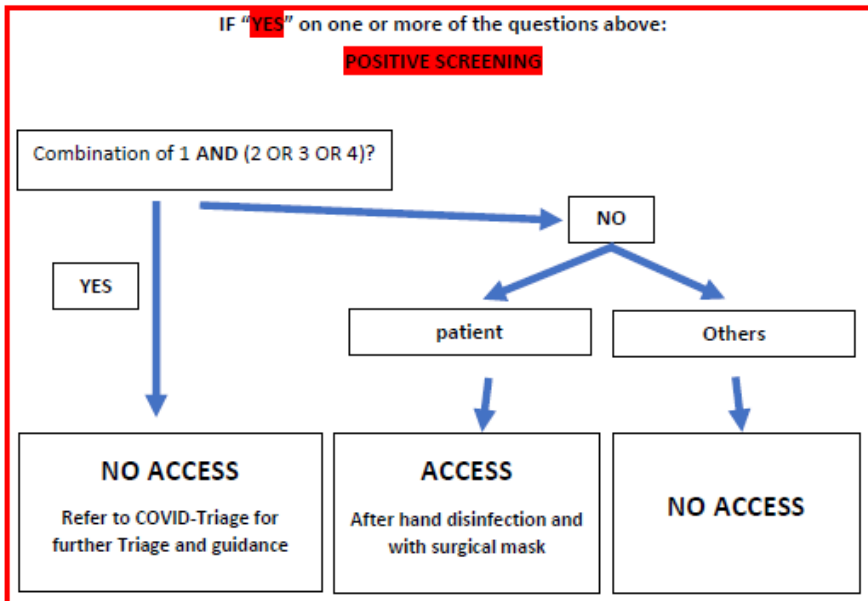 IF “YES” on one or more of the questions above:
POSITIVE SCREENING
Combination of 1 AND (2 OR 3 OR 4)?
NO
YES
patient
Others
NO ACCESS
Refer to COVID-Triage for
further Triage and guidance
ACCESS
After hand disinfection and
with surgical mask
NO ACCESS